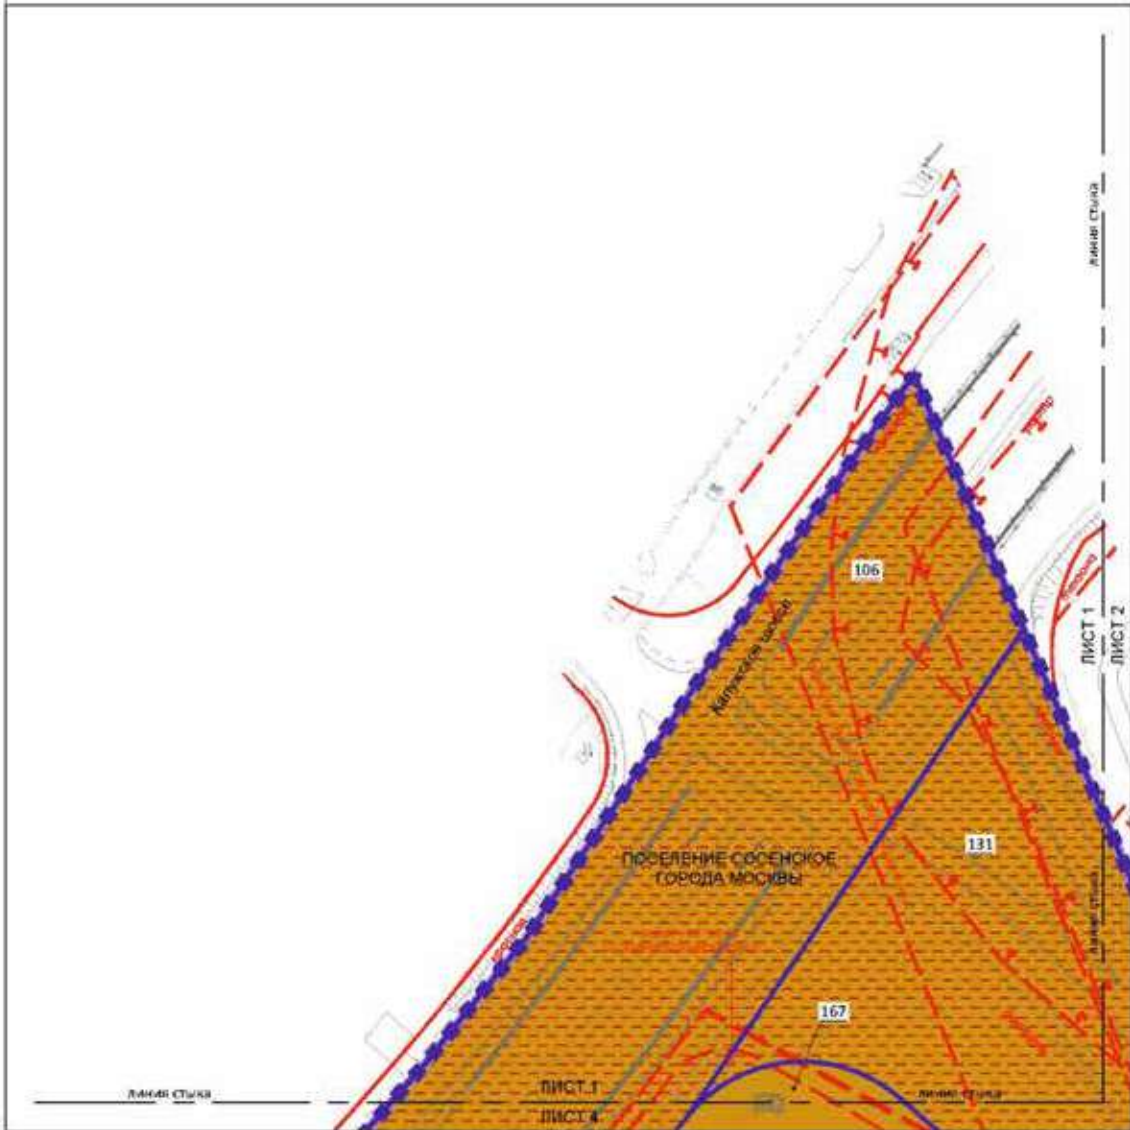 линия стыка
106
ЛИСТ 1
ЛИСТ 2
Калужское шоссе
131
ПОСЕЛЕНИЕ СОСЕНСКОЕ
ГОРОДА МОСКВЫ
линия стыка
167
линия стыка
ЛИСТ 1
линия стыка
ЛИСТ 4